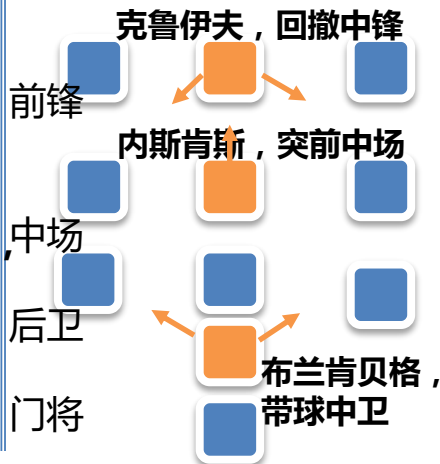 克鲁伊夫，回撤中锋
前锋
内斯肯斯，突前中场
,中场
后卫
布兰肯贝格，
带球中卫
门将